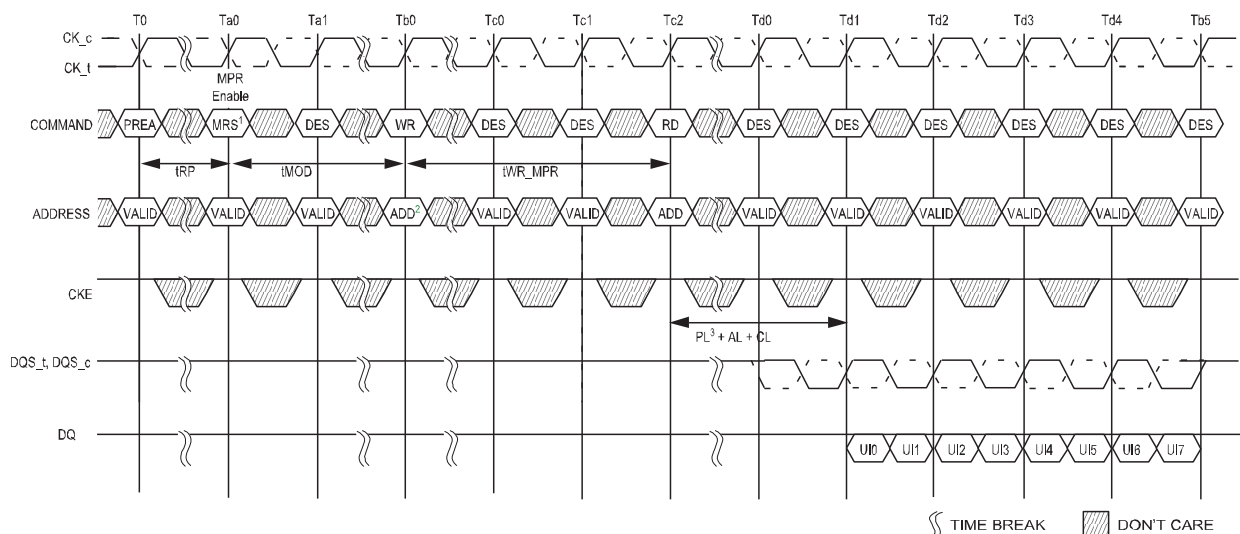 T0 Ta0 Ta1 Tb0 Tc0 Tc1 Tc2 Td0 Td1 Td2 Td3 Td4 Tb5
CK_c
CK_t
MPR
Enable
COMMAND PREA MRS1 DES WR DES DES RD DES DES DES DES DES DES
tRP tMOD tWR_MPR
ADDRESS VALID VALID VALID ADD2 VALID VALID ADD VALID VALID VALID VALID VALID VALID
CKE
PL3 + AL + CL
DQS_t, DQS_c
DQ UI0 UI1 UI2 UI3 UI4 UI5 UI6 UI7
TIME BREAK DON'T CARE